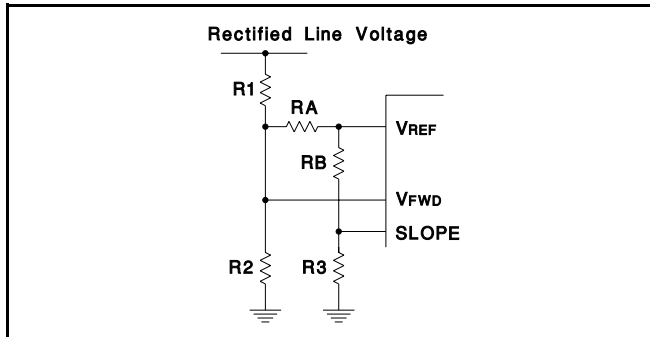 Rectified Line Voltage
R1
RA
VREF
RB
VFWD
SLOPE
R2
R3